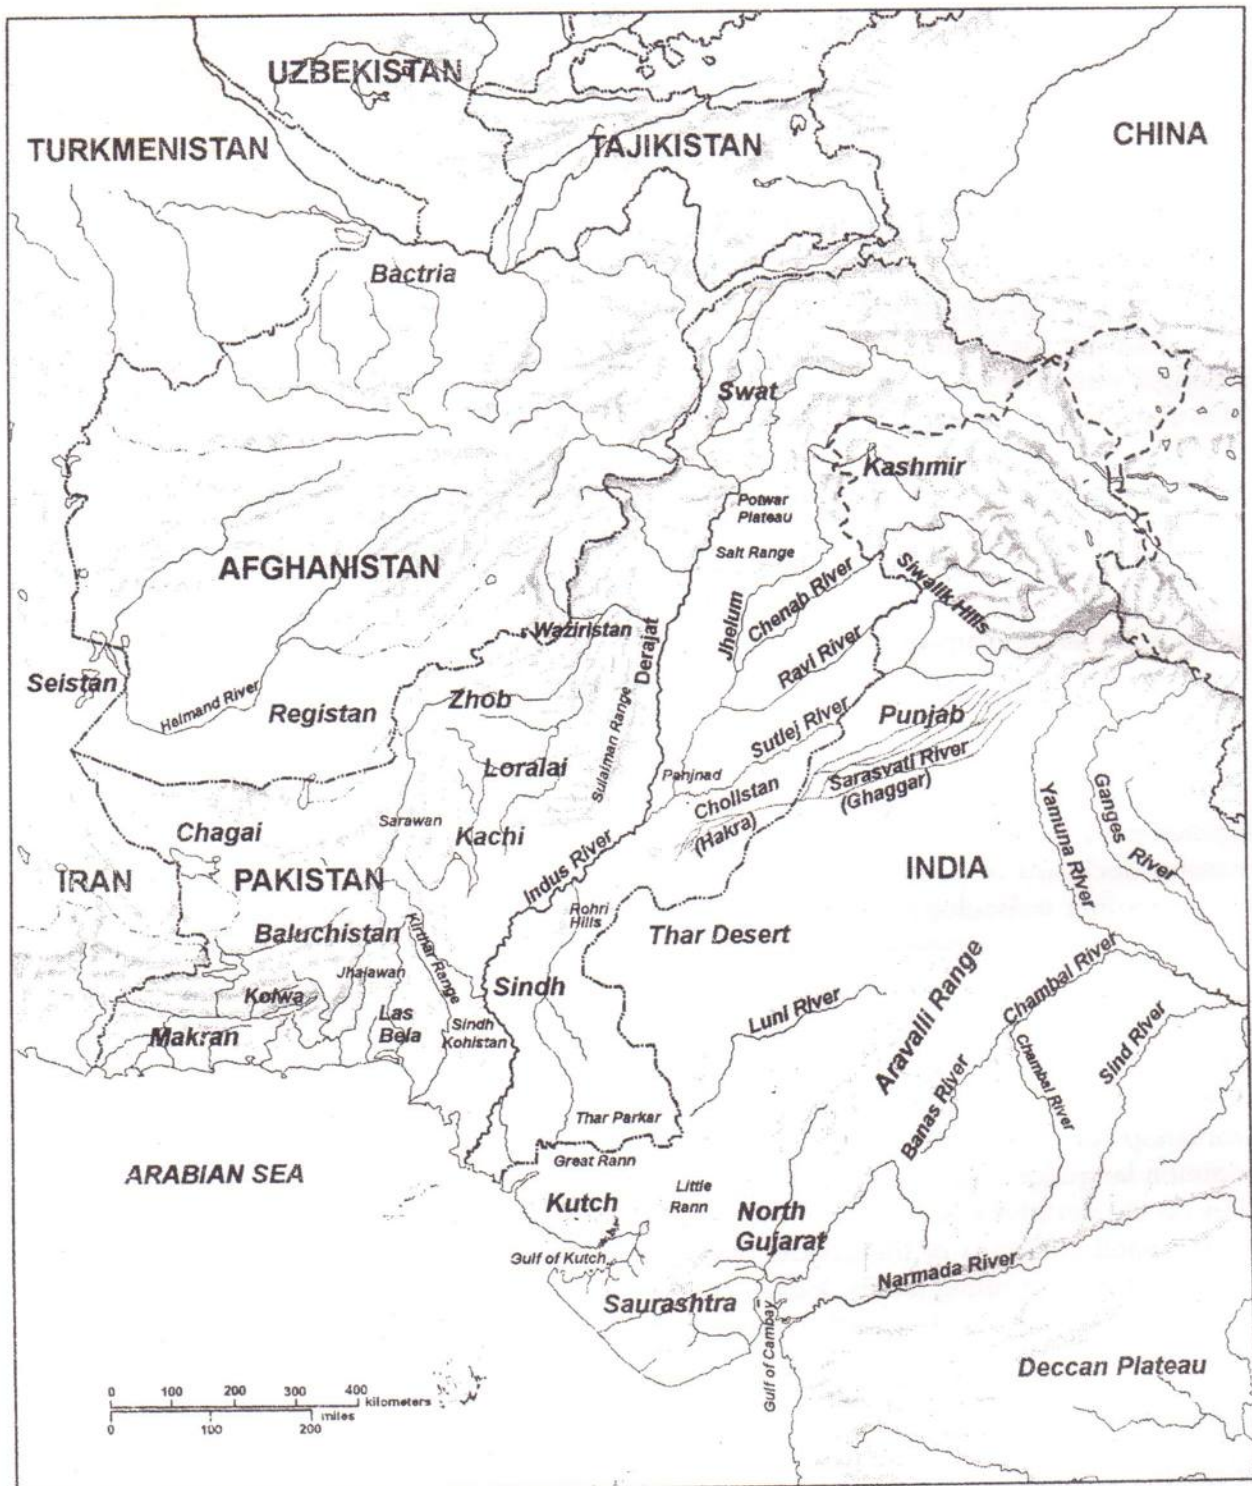 UZBEKISTAN
TURKMENISTAN
TAJIKISTAN
CHINA
Bactria
Swat
Kashmir
Potwar
Plateau
Salt Range
AFGHANISTAN
Jhelum
Chenab River
Siwalik Hills
Waziristan
Derajat
Ravi River
Seistan
Helmand River
Registan
Zhob
Sulaiman Range
Sutlej River
Punjab
Loralai
Panjnad
Cholistan
(Hakra)
Sarasvati River
(Ghaggar)
Yamuna River
Ganges River
Chagai
Sarawan
Kachi
Indus River
IRAN
PAKISTAN
INDIA
Baluchistan
Kirthar Range
Rohri
Hills
Thar Desert
Jhalawan
Kolwa
Sindh
Aravalli Range
Chambal River
Makran
Las
Bela
Sindh
Kohistan
Luni River
Banas River
Chambal River
Sind River
Thar Parkar
ARABIAN SEA
Great Rann
Kutch
Little
Rann
North
Gujarat
Gulf of Kutch
Narmada River
Saurashtra
Gulf of Cambay
Deccan Plateau
0 100 200 300 400 kilometers
0 100 200 miles